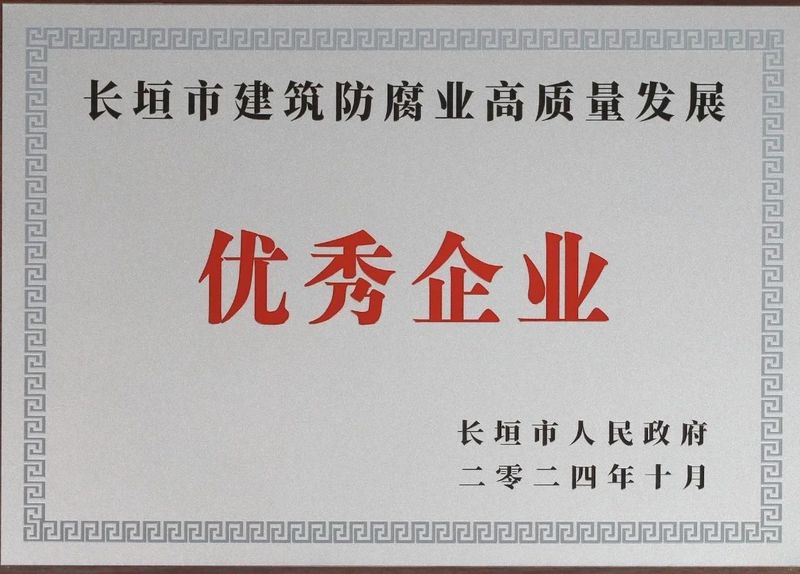 长垣市建筑防腐业高质量发展
优秀企业
长垣市人民政府
二零二四年十月